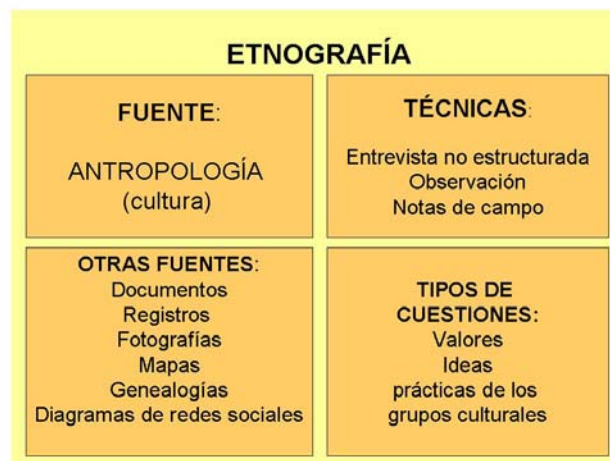 ETNOGRAFÍA
FUENTE:
ANTROPOLOGÍA
(cultura)
TÉCNICAS:
Entrevista no estructurada
Observación
Notas de campo
OTRAS FUENTES:
Documentos
Registros
Fotografías
Mapas
Genealogías
Diagramas de redes sociales
TIPOS DE
CUESTIONES:
Valores
Ideas
prácticas de los
grupos culturales